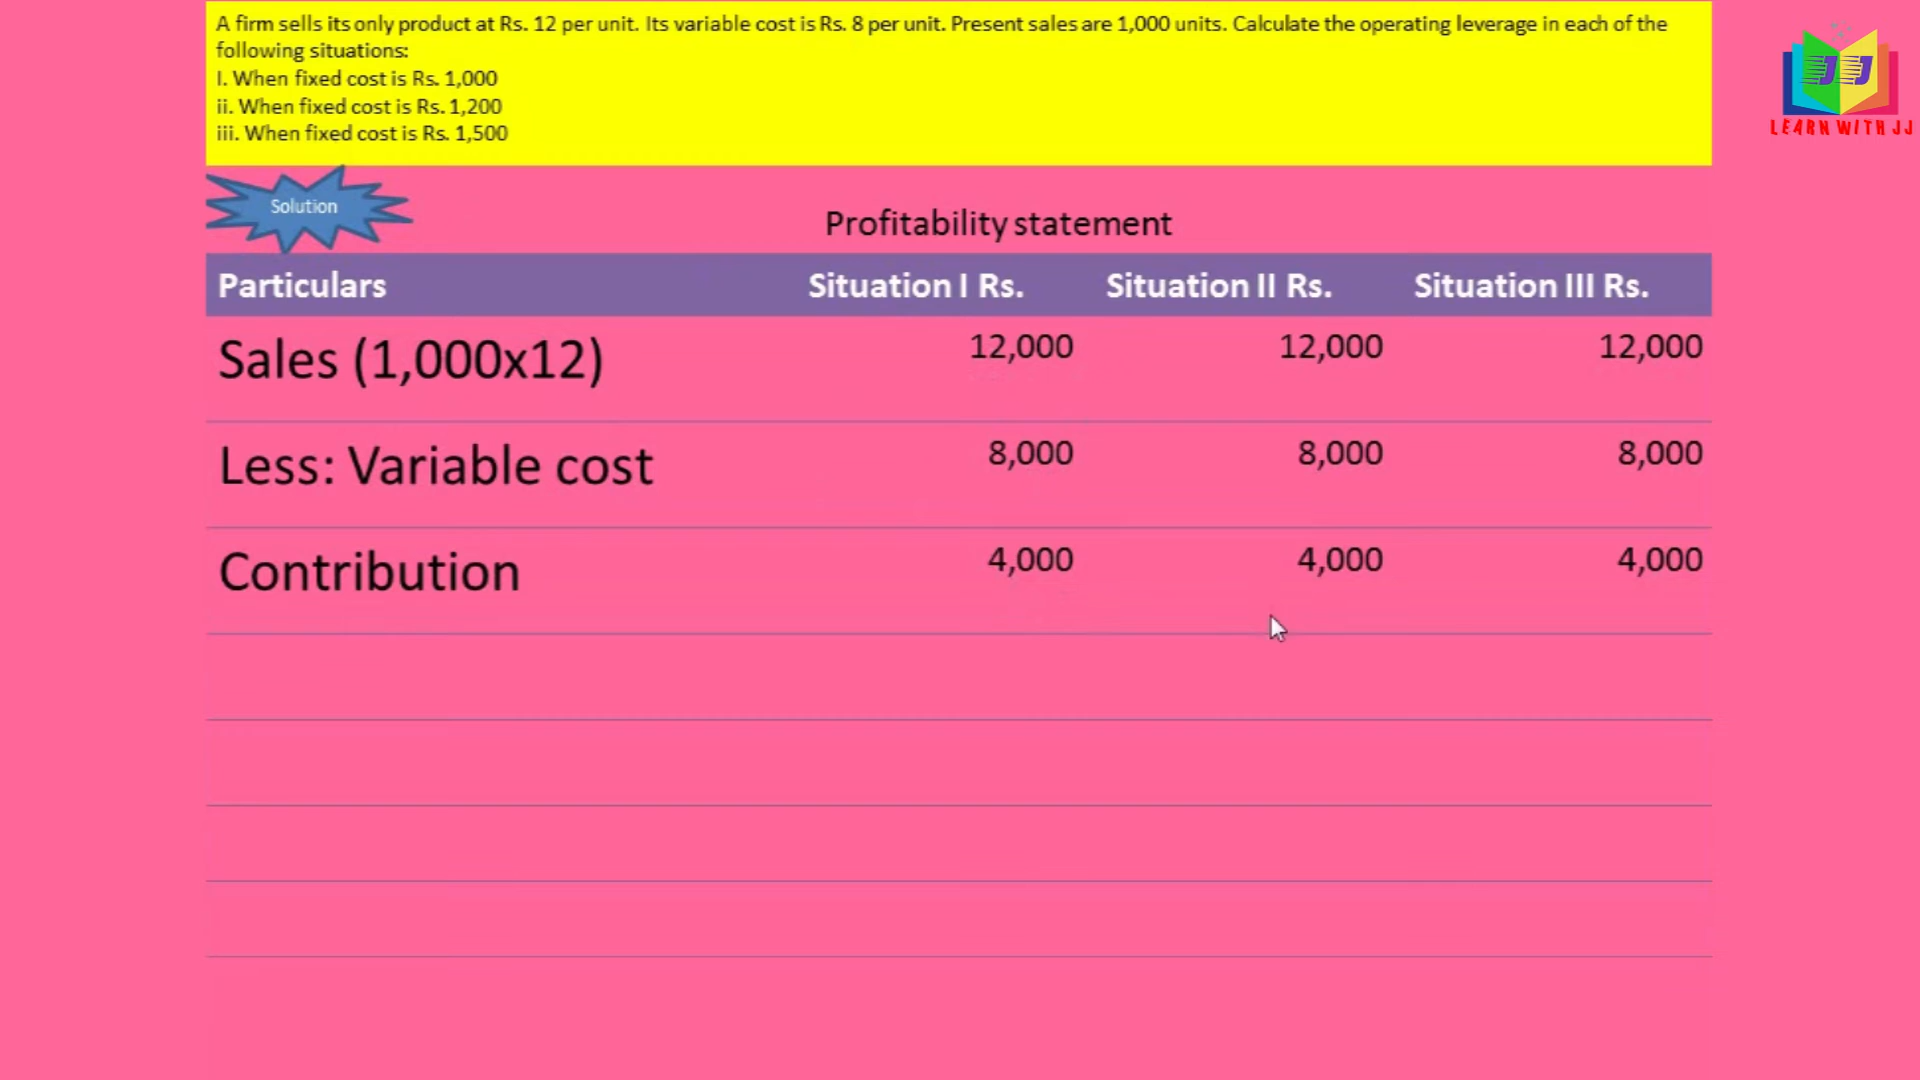 A firm sells its only product at Rs. 12 per unit. Its variable cost is Rs. 8 per unit. Present sales are 1,000 units. Calculate the operating leverage in each of the
following situations:
I. When fixed cost is Rs. 1,000
ii. When fixed cost is Rs. 1,200
iii. When fixed cost is Rs. 1,500
JJ
LEARN WITH JJ
Solution
Profitability statement
Particulars Situation I Rs. Situation II Rs. Situation III Rs.
Sales (1,000x12) 12,000 12,000 12,000
Less: Variable cost 8,000 8,000 8,000
Contribution 4,000 4,000 4,000